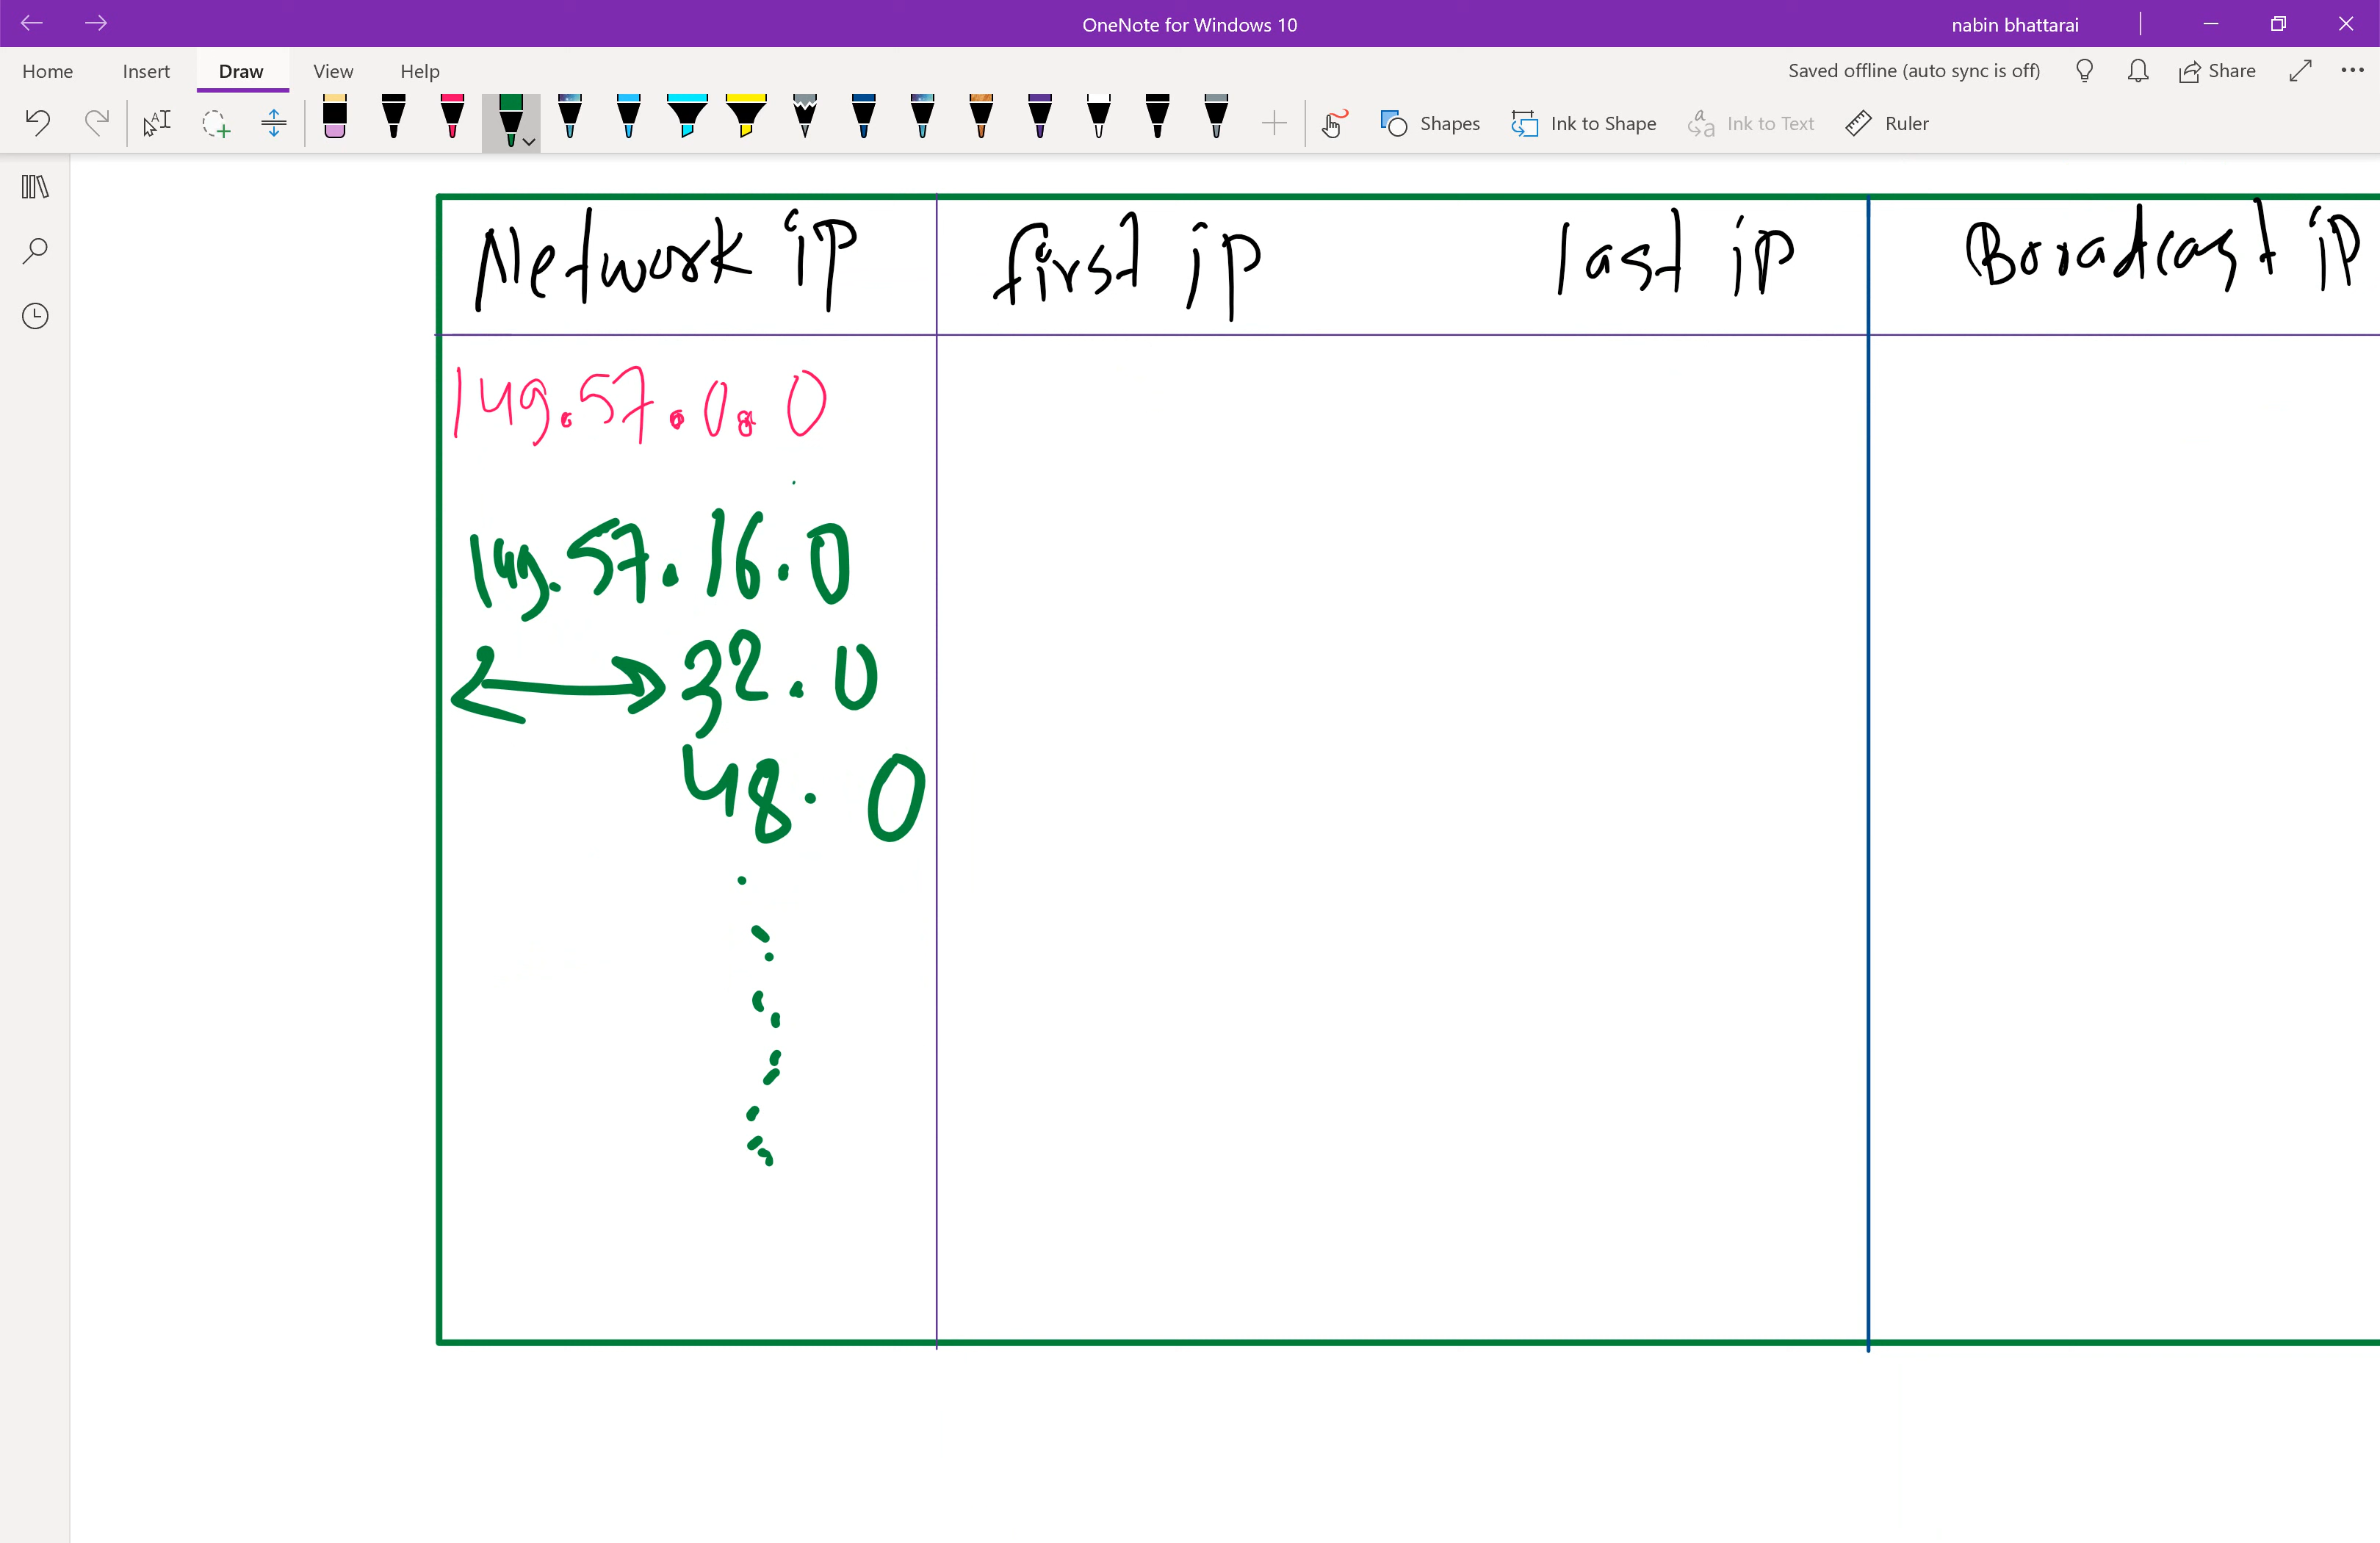 OneNote for Windows 10
nabin bhattarai
Home Insert Draw View Help
Saved offline (auto sync is off) Share
Shapes Ink to Shape Ink to Text Ruler
Network iP first ip last iP Boradcast iP
149.57.0.0
149.57.16.0
32.0
48.0